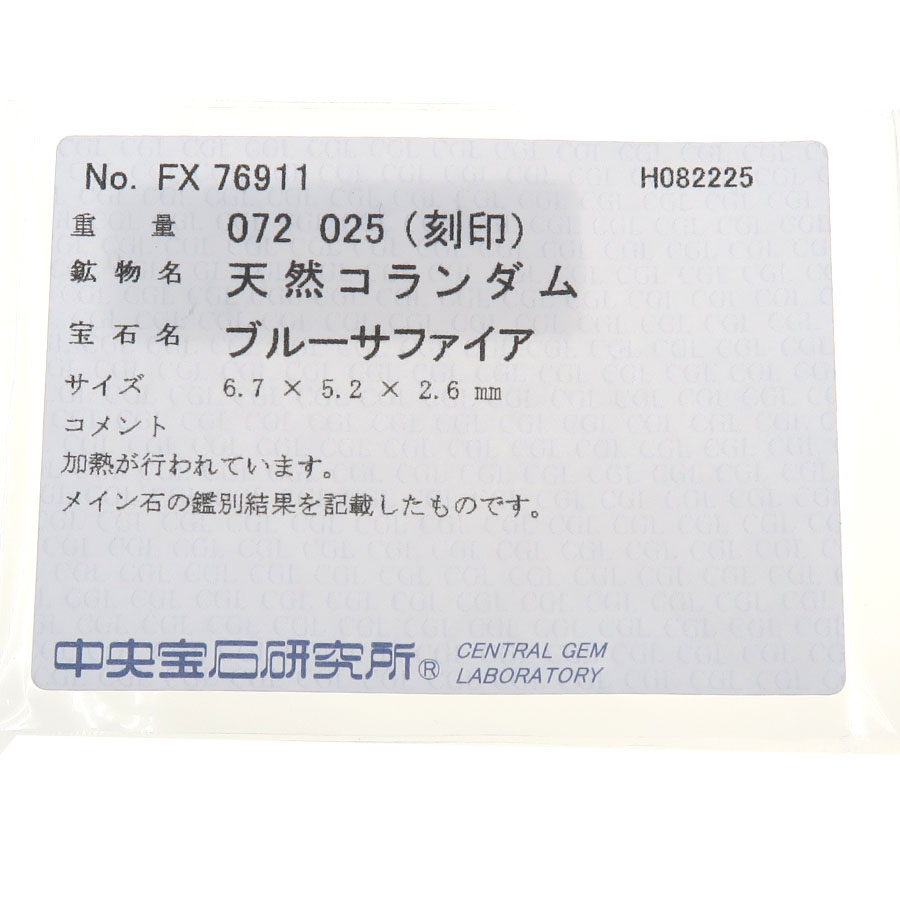 No. FX 76911 H082225
重量 072 025 (刻印)
鉱物名 天然コランダム
宝石名 ブルーサファイア
サイズ 6.7 × 5.2 × 2.6 mm
コメント
加熱が行われています。
メイン石の鑑別結果を記載したものです。
中央宝石研究所® CENTRAL GEM
LABORATORY